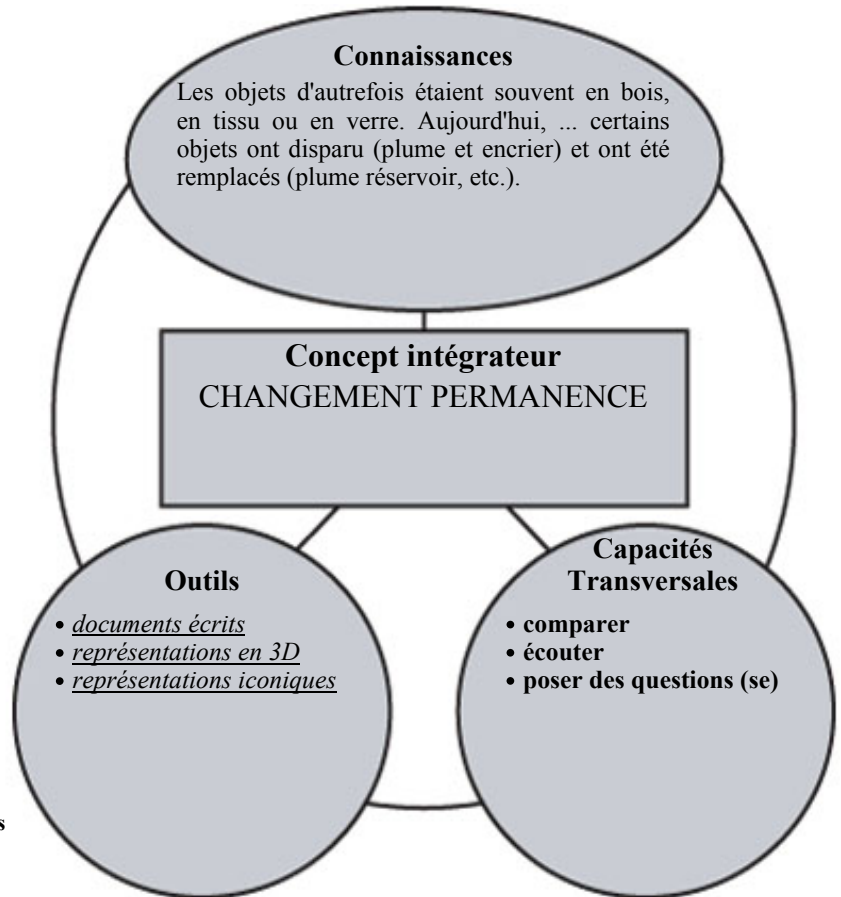 Connaissances
Les objets d'autrefois étaient souvent en bois,
en tissu ou en verre. Aujourd'hui, ... certains
objets ont disparu (plume et encrier) et ont été
remplacés (plume réservoir, etc.).
Concept intégrateur
CHANGEMENT PERMANENCE
Outils
• documents écrits
• représentations en 3D
• représentations iconiques
Capacités
Transversales
• comparer
• écouter
• poser des questions (se)
s